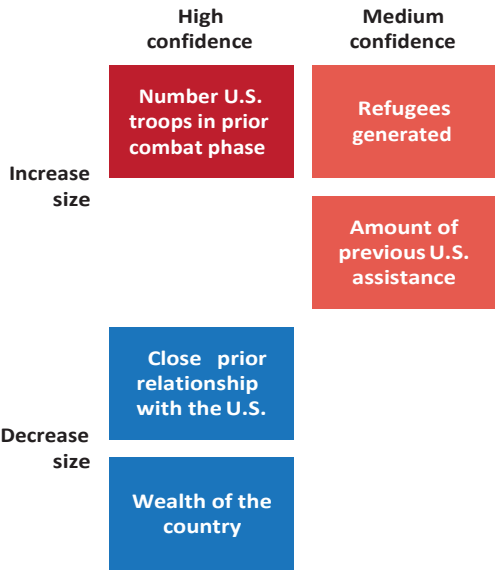 High
confidence
Medium
confidence
Increase
size
Number U.S.
troops in prior
combat phase
Refugees
generated
Amount of
previous U.S.
assistance
Decrease
size
Close prior
relationship
with the U.S.
Wealth of the
country